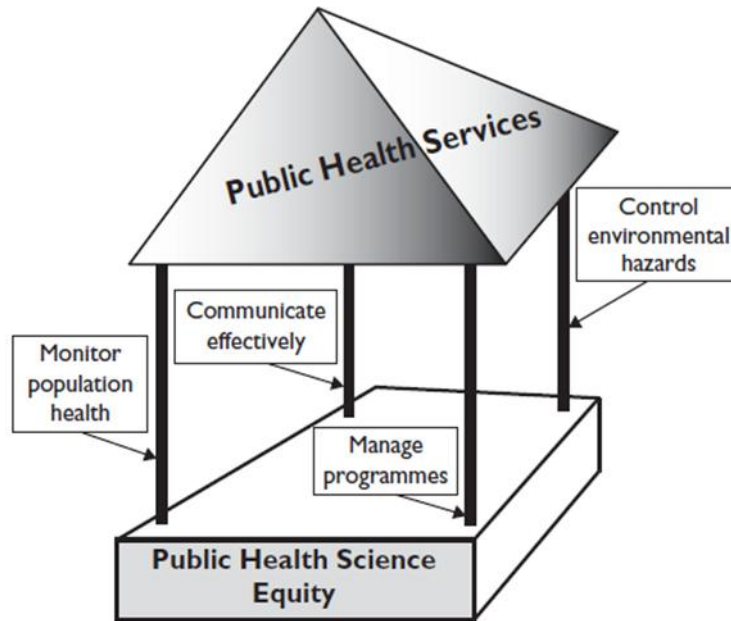 Public Health Services
Control
environmental
hazards
Communicate
effectively
Monitor
population
health
Manage
programmes
Public Health Science
Equity